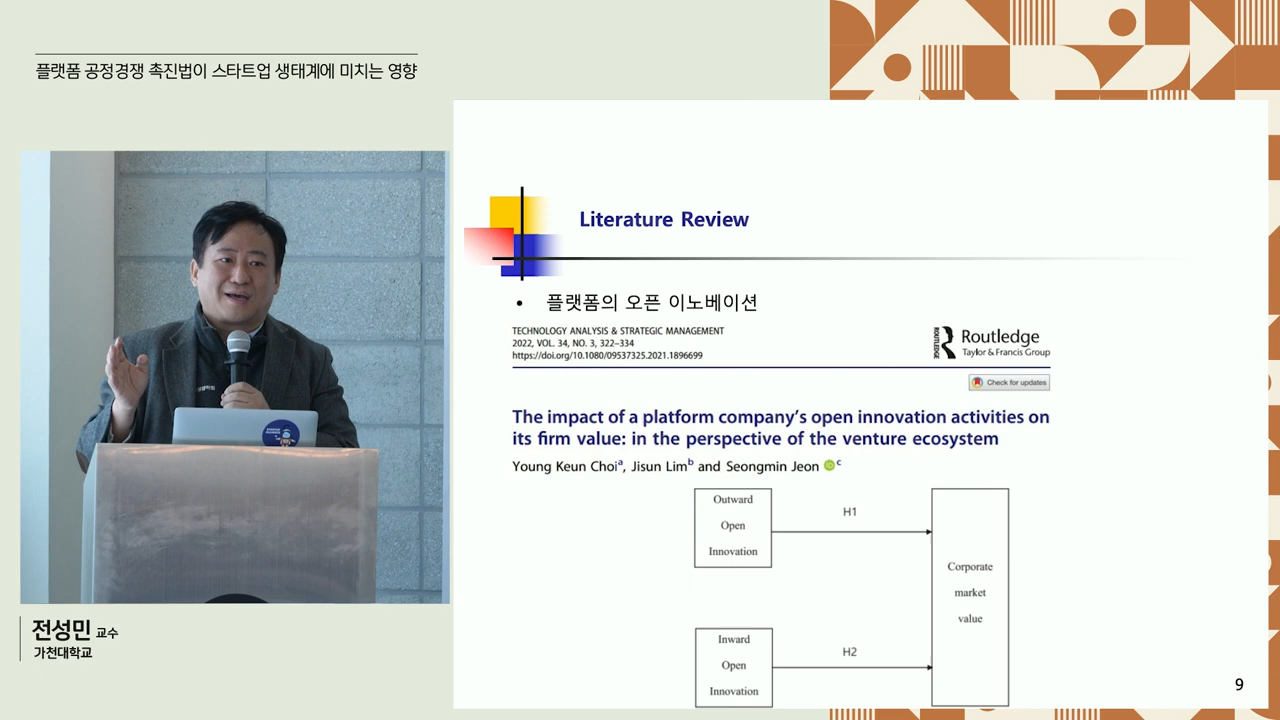 플랫폼 공정경쟁 촉진법이 스타트업 생태계에 미치는 영향
Literature Review
• 플랫폼의 오픈 이노베이션
TECHNOLOGY ANALYSIS & STRATEGIC MANAGEMENT
2022, VOL. 34, NO. 3, 322–334
https://doi.org/10.1080/09537325.2021.1896699
ROUTLEDGE
Routledge
Taylor & Francis Group
Check for updates
The impact of a platform company's open innovation activities on
its firm value: in the perspective of the venture ecosystem
Young Keun Choiᵃ, Jisun Limᵇ and Seongmin Jeon iD ᶜ
Outward
Open
Innovation
H1
Corporate
market
value
Inward
Open
Innovation
H2
9
전성민 교수
가천대학교